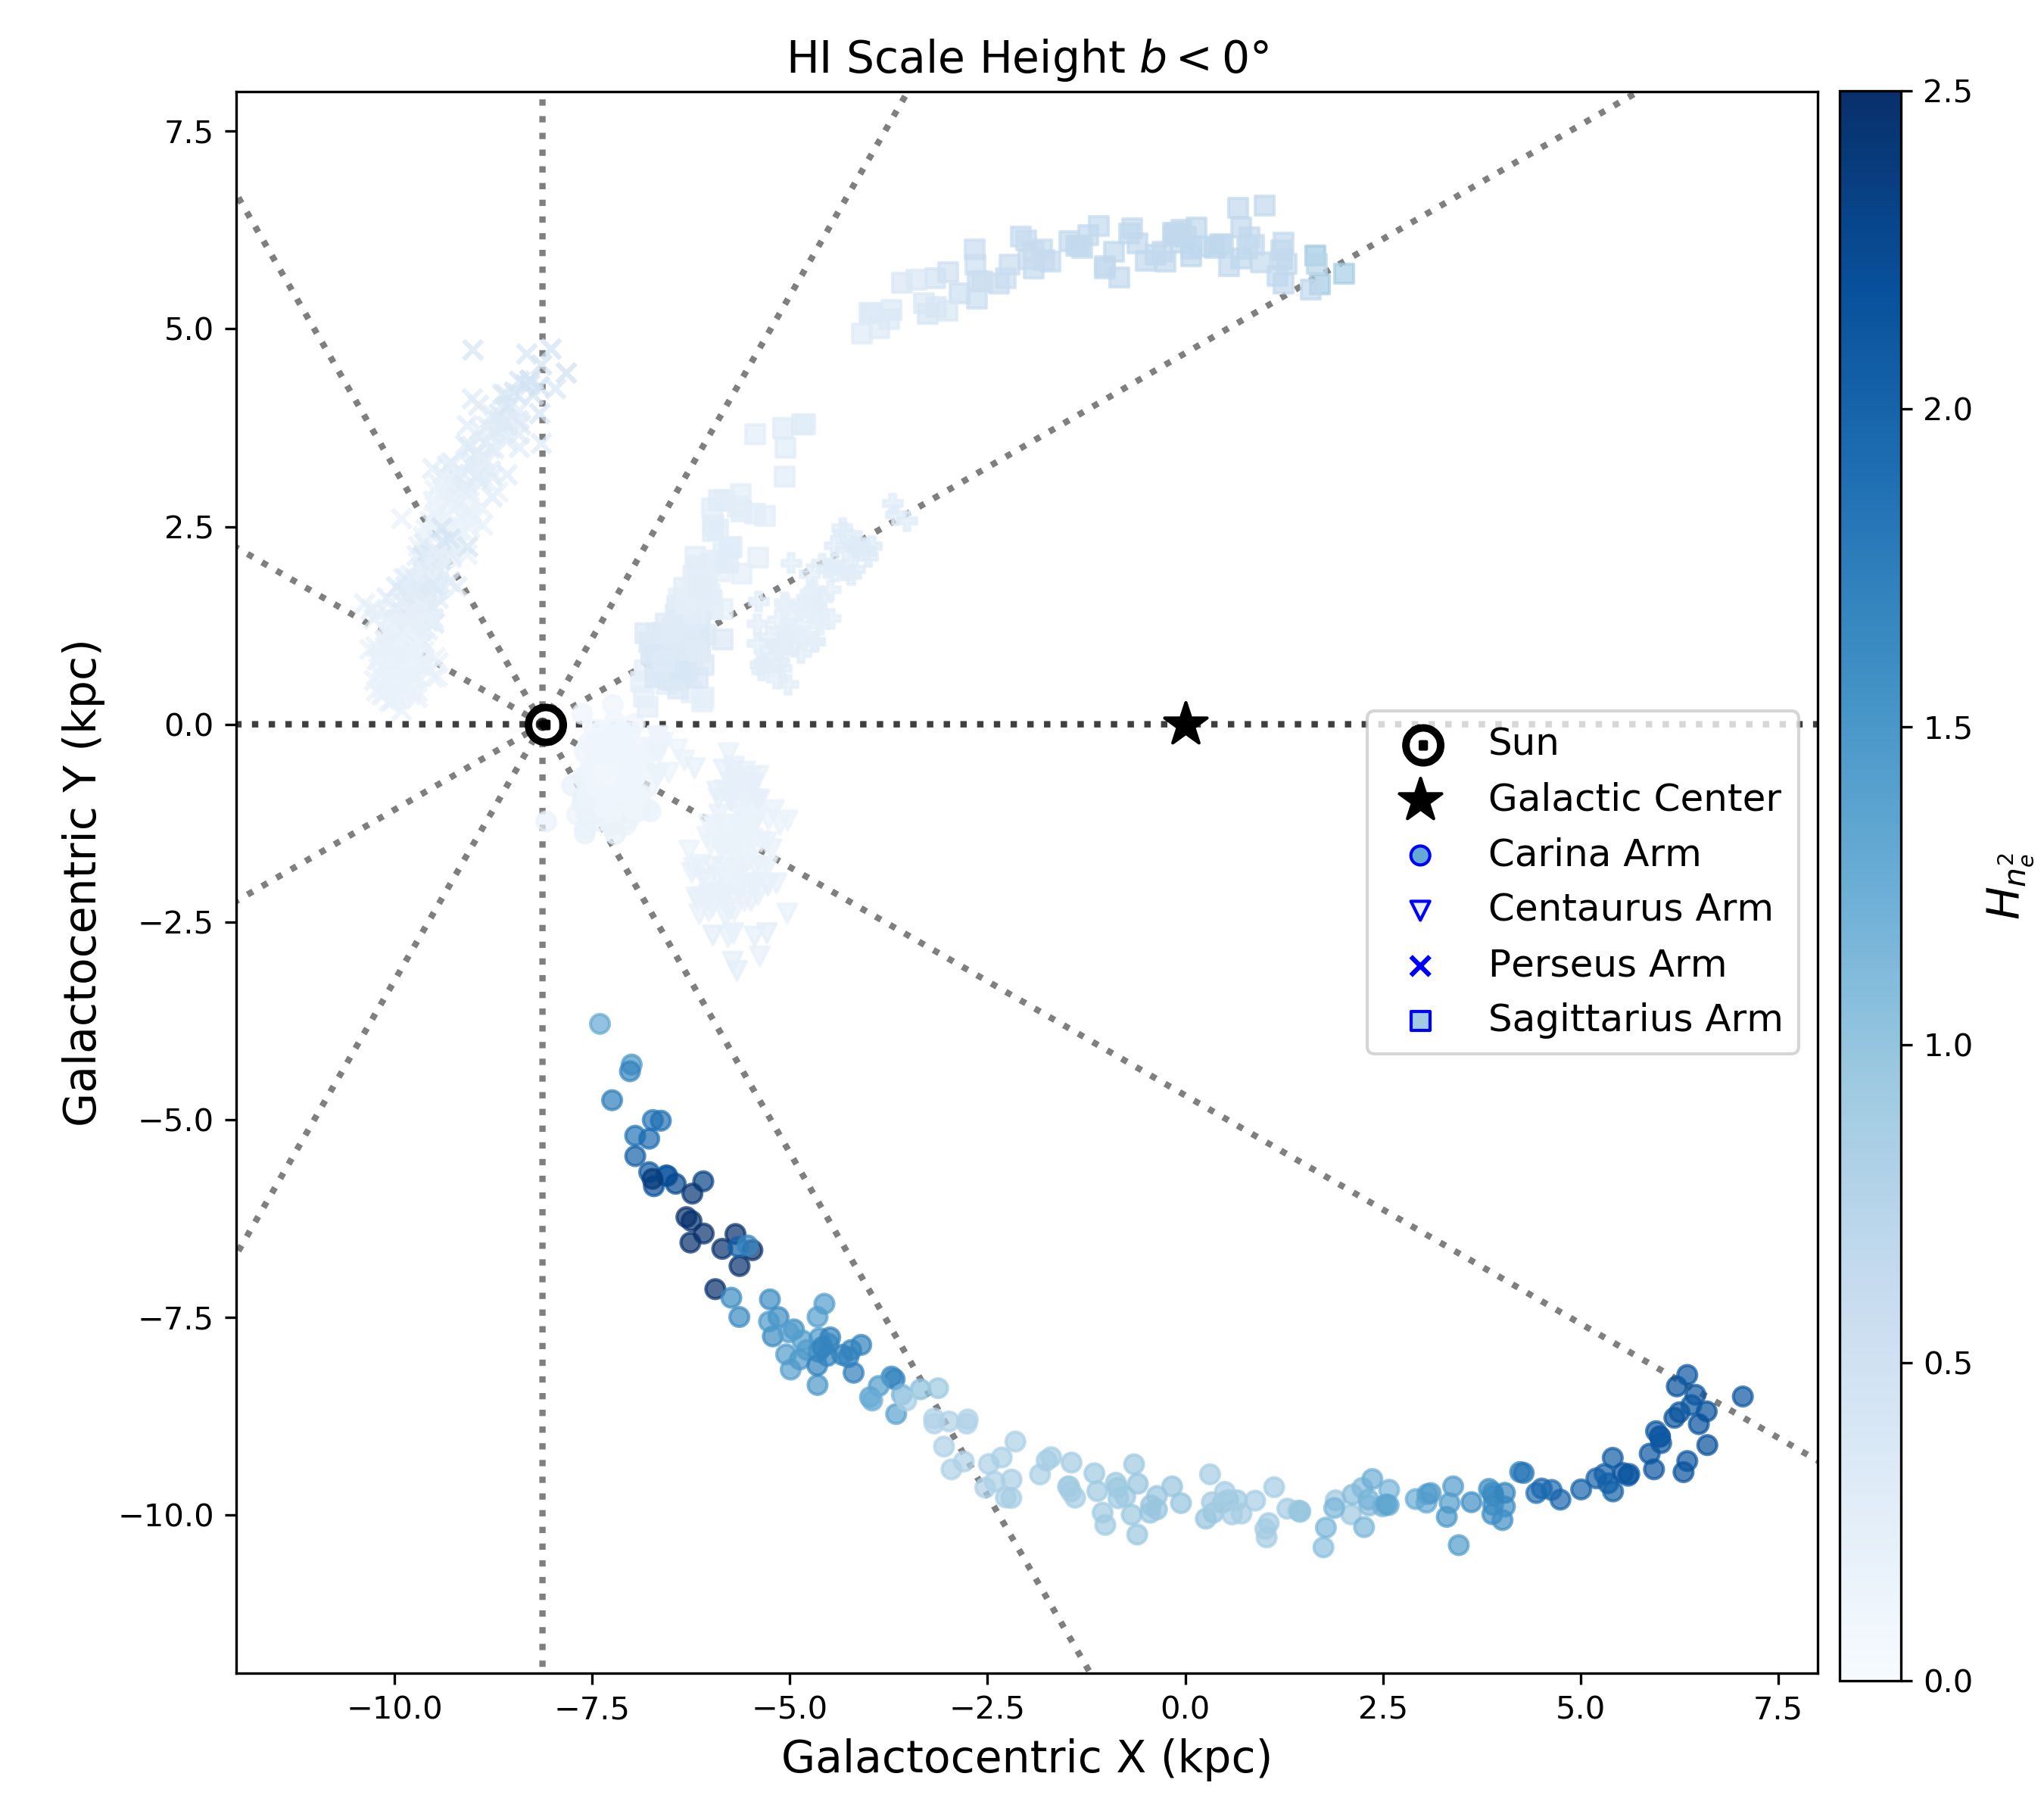 HI Scale Height b < 0°
7.5
5.0
2.5
0.0
−2.5
−5.0
−7.5
−10.0
Galactocentric Y (kpc)
−10.0 −7.5 −5.0 −2.5 0.0 2.5 5.0 7.5
Galactocentric X (kpc)
Sun
Galactic Center
Carina Arm
Centaurus Arm
Perseus Arm
Sagittarius Arm
2.5
2.0
1.5
1.0
0.5
0.0
H_{n_e^2}